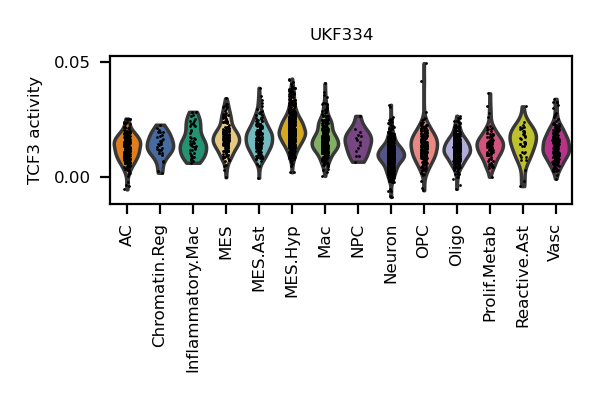 UKF334
TCF3 activity
0.05
0.00
AC
Chromatin.Reg
Inflammatory.Mac
MES
MES.Ast
MES.Hyp
Mac
NPC
Neuron
OPC
Oligo
Prolif.Metab
Reactive.Ast
Vasc